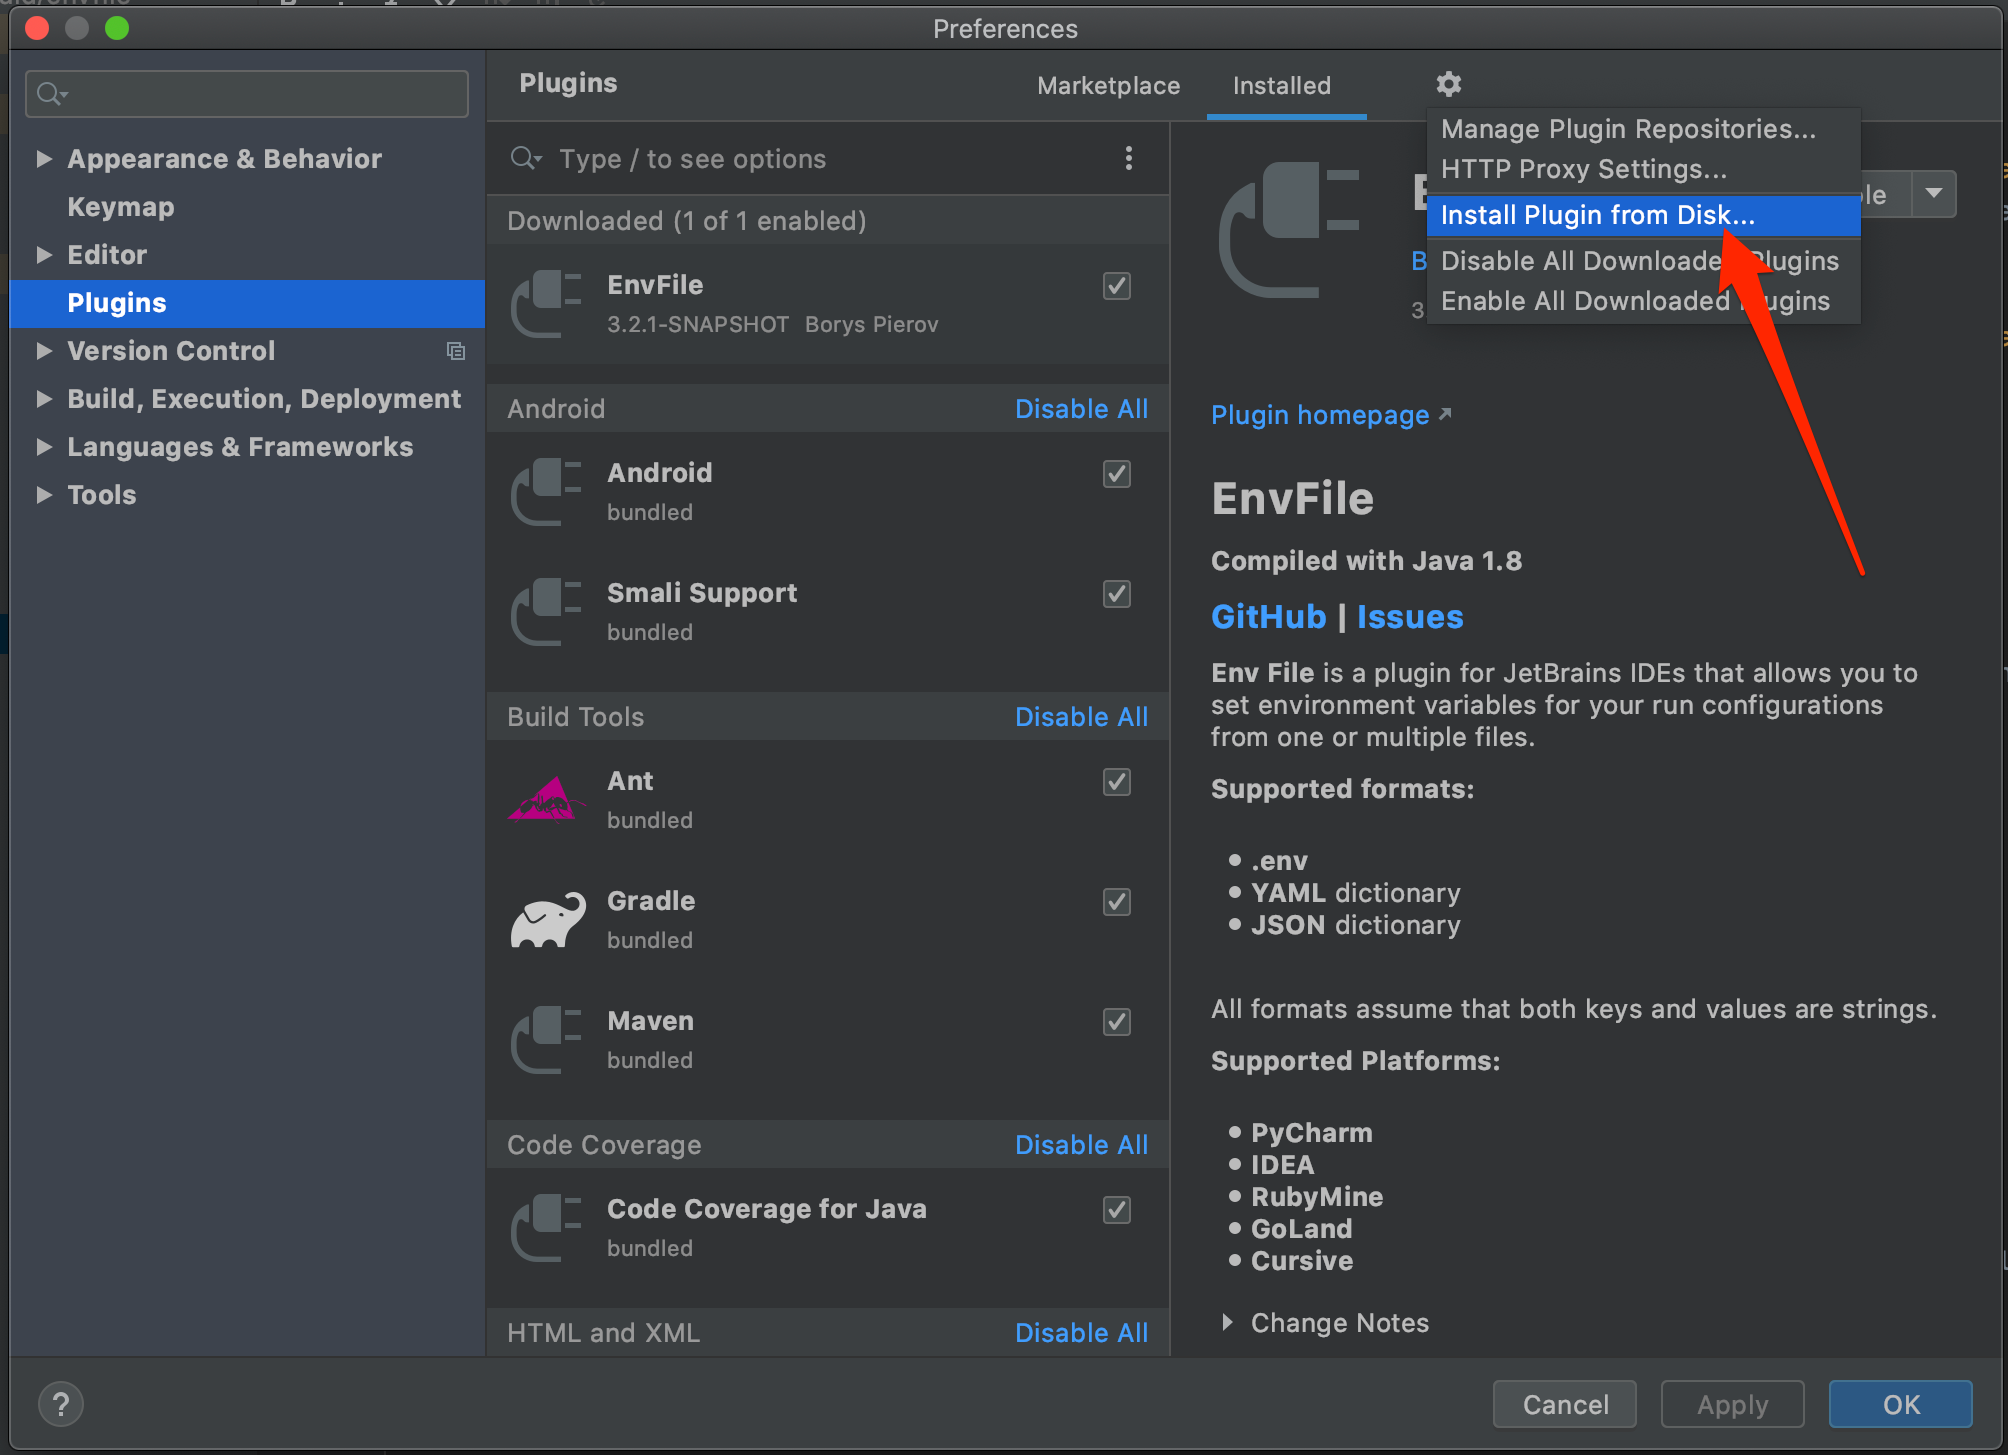 Preferences
Plugins
Marketplace
Installed
Appearance & Behavior
Keymap
Editor
Plugins
Version Control
Build, Execution, Deployment
Languages & Frameworks
Tools
Type / to see options
Downloaded (1 of 1 enabled)
EnvFile
3.2.1-SNAPSHOT Borys Pierov
Android
Disable All
Android
bundled
Smali Support
bundled
Build Tools
Disable All
Ant
bundled
Gradle
bundled
Maven
bundled
Code Coverage
Disable All
Code Coverage for Java
bundled
HTML and XML
Disable All
Manage Plugin Repositories...
HTTP Proxy Settings...
Install Plugin from Disk...
Disable All Downloaded Plugins
Enable All Downloaded Plugins
Plugin homepage
EnvFile
Compiled with Java 1.8
GitHub | Issues
Env File is a plugin for JetBrains IDEs that allows you to
set environment variables for your run configurations
from one or multiple files.
Supported formats:
• .env
• YAML dictionary
• JSON dictionary
All formats assume that both keys and values are strings.
Supported Platforms:
• PyCharm
• IDEA
• RubyMine
• GoLand
• Cursive
Change Notes
?
Cancel
Apply
OK